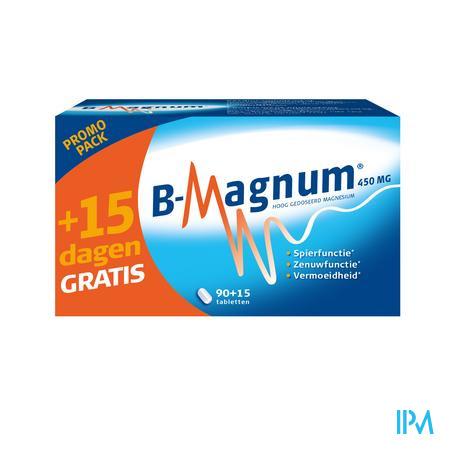 PROMO
PACK
+15
dagen
GRATIS
B-Magnum® 450 MG
HOOG GEDOSEERD MAGNESIUM
• Spierfunctie*
• Zenuwfunctie*
• Vermoeidheid*
90+15
tabletten
IPM